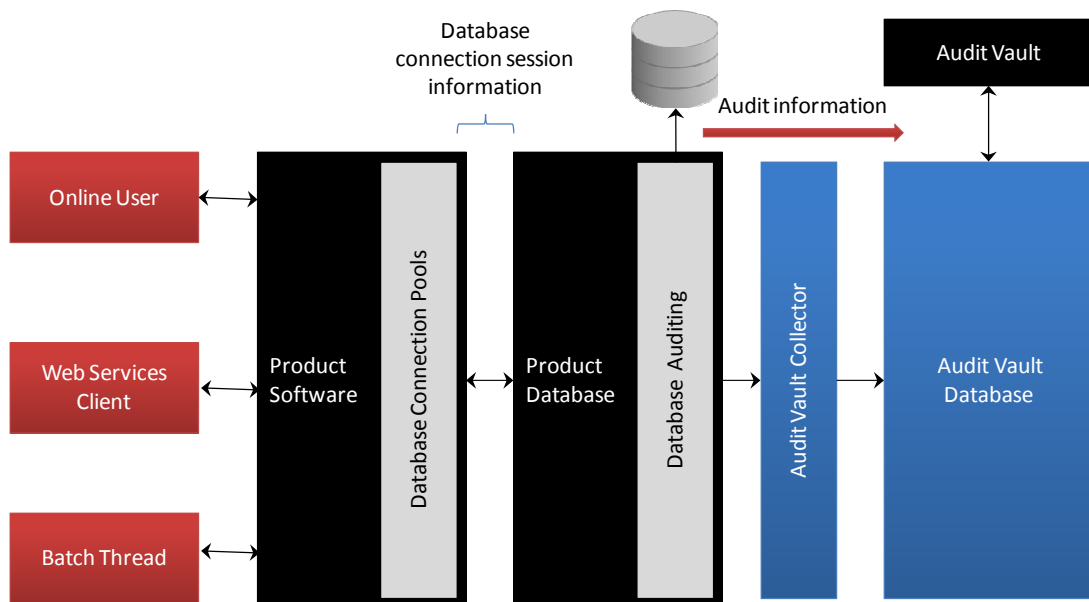 Database
connection session
information
Audit Vault
Audit information
Online User
Web Services
Client
Batch Thread
Product
Software
Database Connection Pools
Product
Database
Database Auditing
Audit Vault Collector
Audit Vault
Database